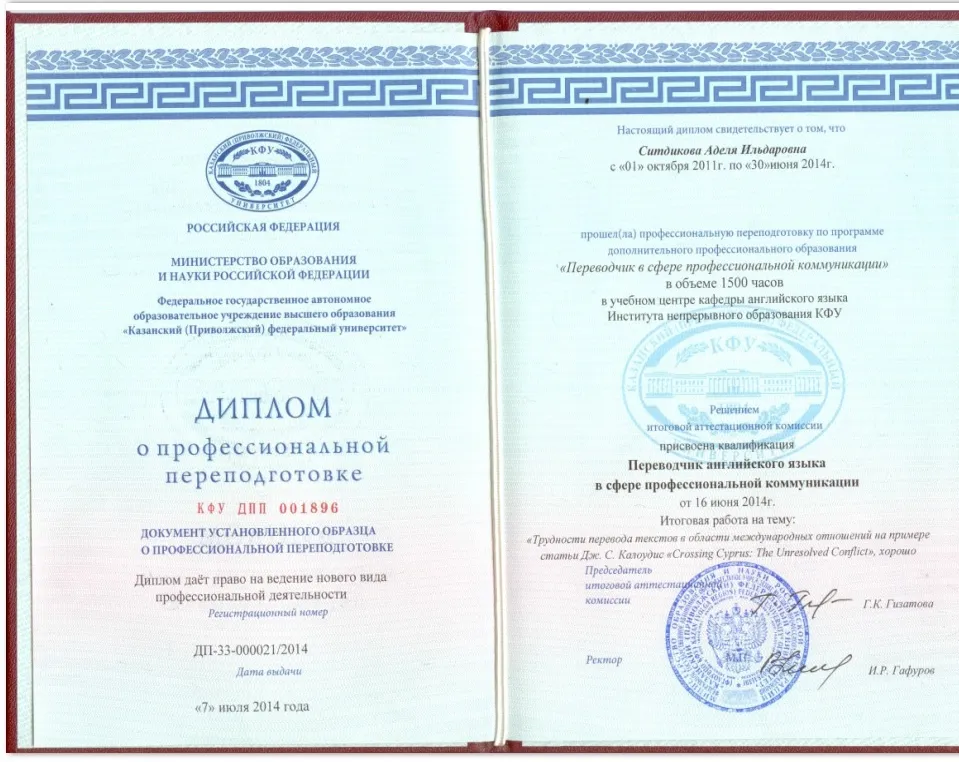 КАЗАНСКИЙ (ПРИВОЛЖСКИЙ) ФЕДЕРАЛЬНЫЙ
КФУ
1804
УНИВЕРСИТЕТ
РОССИЙСКАЯ ФЕДЕРАЦИЯ
МИНИСТЕРСТВО ОБРАЗОВАНИЯ
И НАУКИ РОССИЙСКОЙ ФЕДЕРАЦИИ
Федеральное государственное автономное
образовательное учреждение высшего образования
«Казанский (Приволжский) федеральный университет»
ДИПЛОМ
о профессиональной
переподготовке
КФУ ДПП 001896
ДОКУМЕНТ УСТАНОВЛЕННОГО ОБРАЗЦА
О ПРОФЕССИОНАЛЬНОЙ ПЕРЕПОДГОТОВКЕ
Диплом даёт право на ведение нового вида
профессиональной деятельности
Регистрационный номер
ДП-33-000021/2014
Дата выдачи
«7» июля 2014 года
Настоящий диплом свидетельствует о том, что
Ситдикова Аделя Ильдаровна
с «01» октября 2011г. по «30»июня 2014г.
прошел(ла) профессиональную переподготовку по программе
дополнительного профессионального образования
«Переводчик в сфере профессиональной коммуникации»
в объеме 1500 часов
в учебном центре кафедры английского языка
Института непрерывного образования КФУ
КФУ
Решением
итоговой аттестационной комиссии
присвоена квалификация
Переводчик английского языка
в сфере профессиональной коммуникации
от 16 июня 2014г.
Итоговая работа на тему:
«Трудности перевода текстов в области международных отношений на примере
статьи Дж. С. Калоудис «Crossing Cyprus: The Unresolved Conflict», хорошо
Председатель
итоговой аттестационной
комиссии
Г.К. Гизатова
Ректор
И.Р. Гафуров